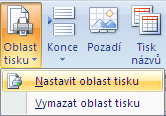 Oblast
tisku
Konce
Pozadí
Tisk
názvů
Nastavit oblast tisku
Vymazat oblast tisku